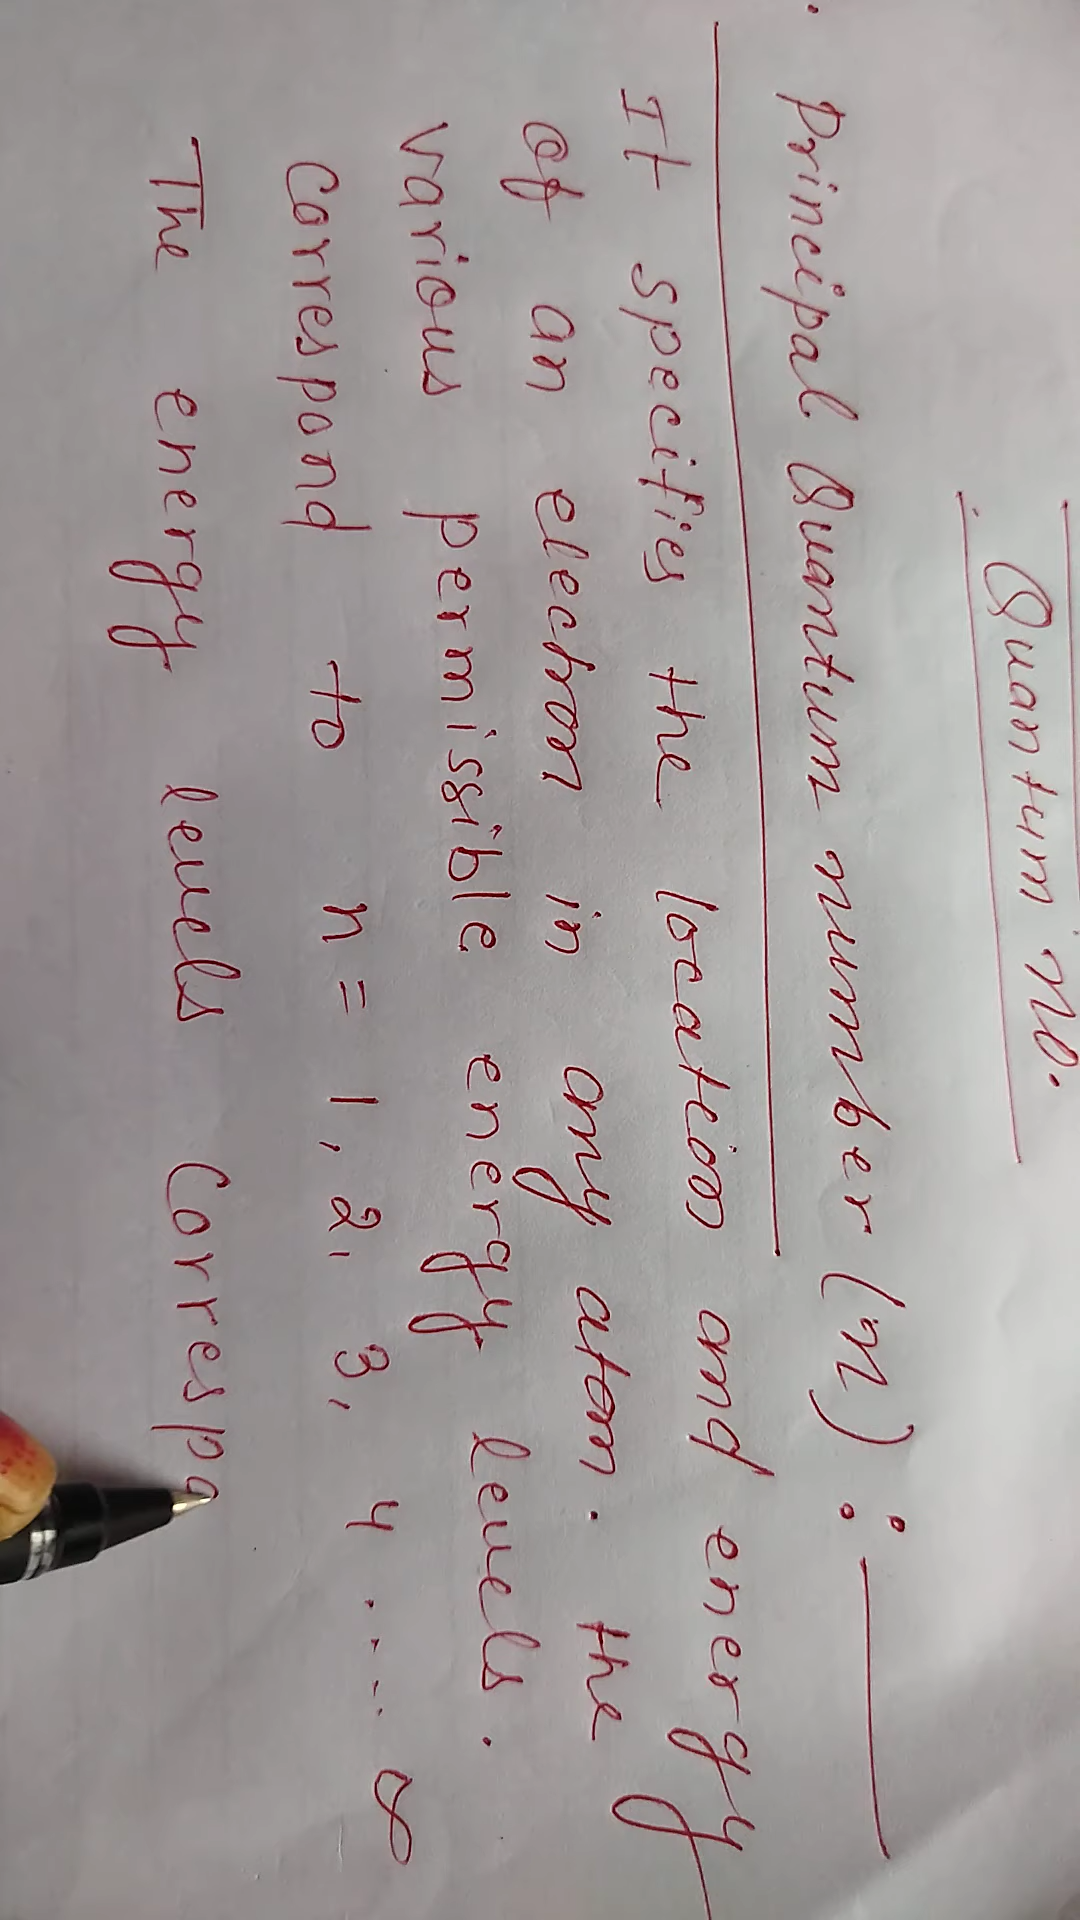 Quantum no.
Principal Quantum number (n) :
It specifies the location and energy
of an electron in any atom. the
various permissible energy levels.
correspond to n = 1, 2, 3, 4 ..... ∞
The energy levels Correspo